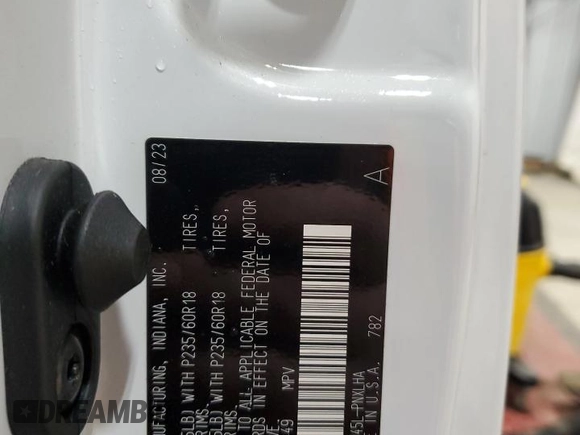 08/23
NUFACTURING, INDIANA, INC.
LB) WITH P235/60R18 TIRES,
RIMS.
LB) WITH P235/60R18 TIRES,
RIMS.
TO ALL APPLICABLE FEDERAL MOTOR
RDS IN EFFECT ON THE DATE OF
VE.
49 MPV
A
45L-PNXLHA
782
IN U.S.A.
DREAMB